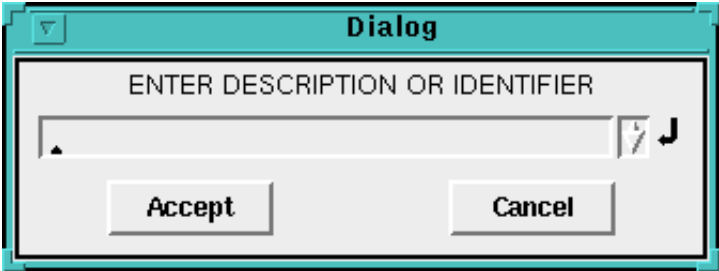 Dialog
ENTER DESCRIPTION OR IDENTIFIER
Accept
Cancel